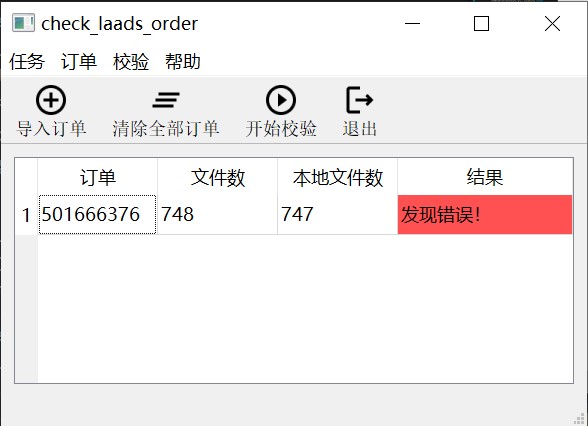 check_laads_order
任务 订单 校验 帮助
导入订单 清除全部订单 开始校验 退出
订单 文件数 本地文件数 结果
1 501666376 748 747 发现错误!